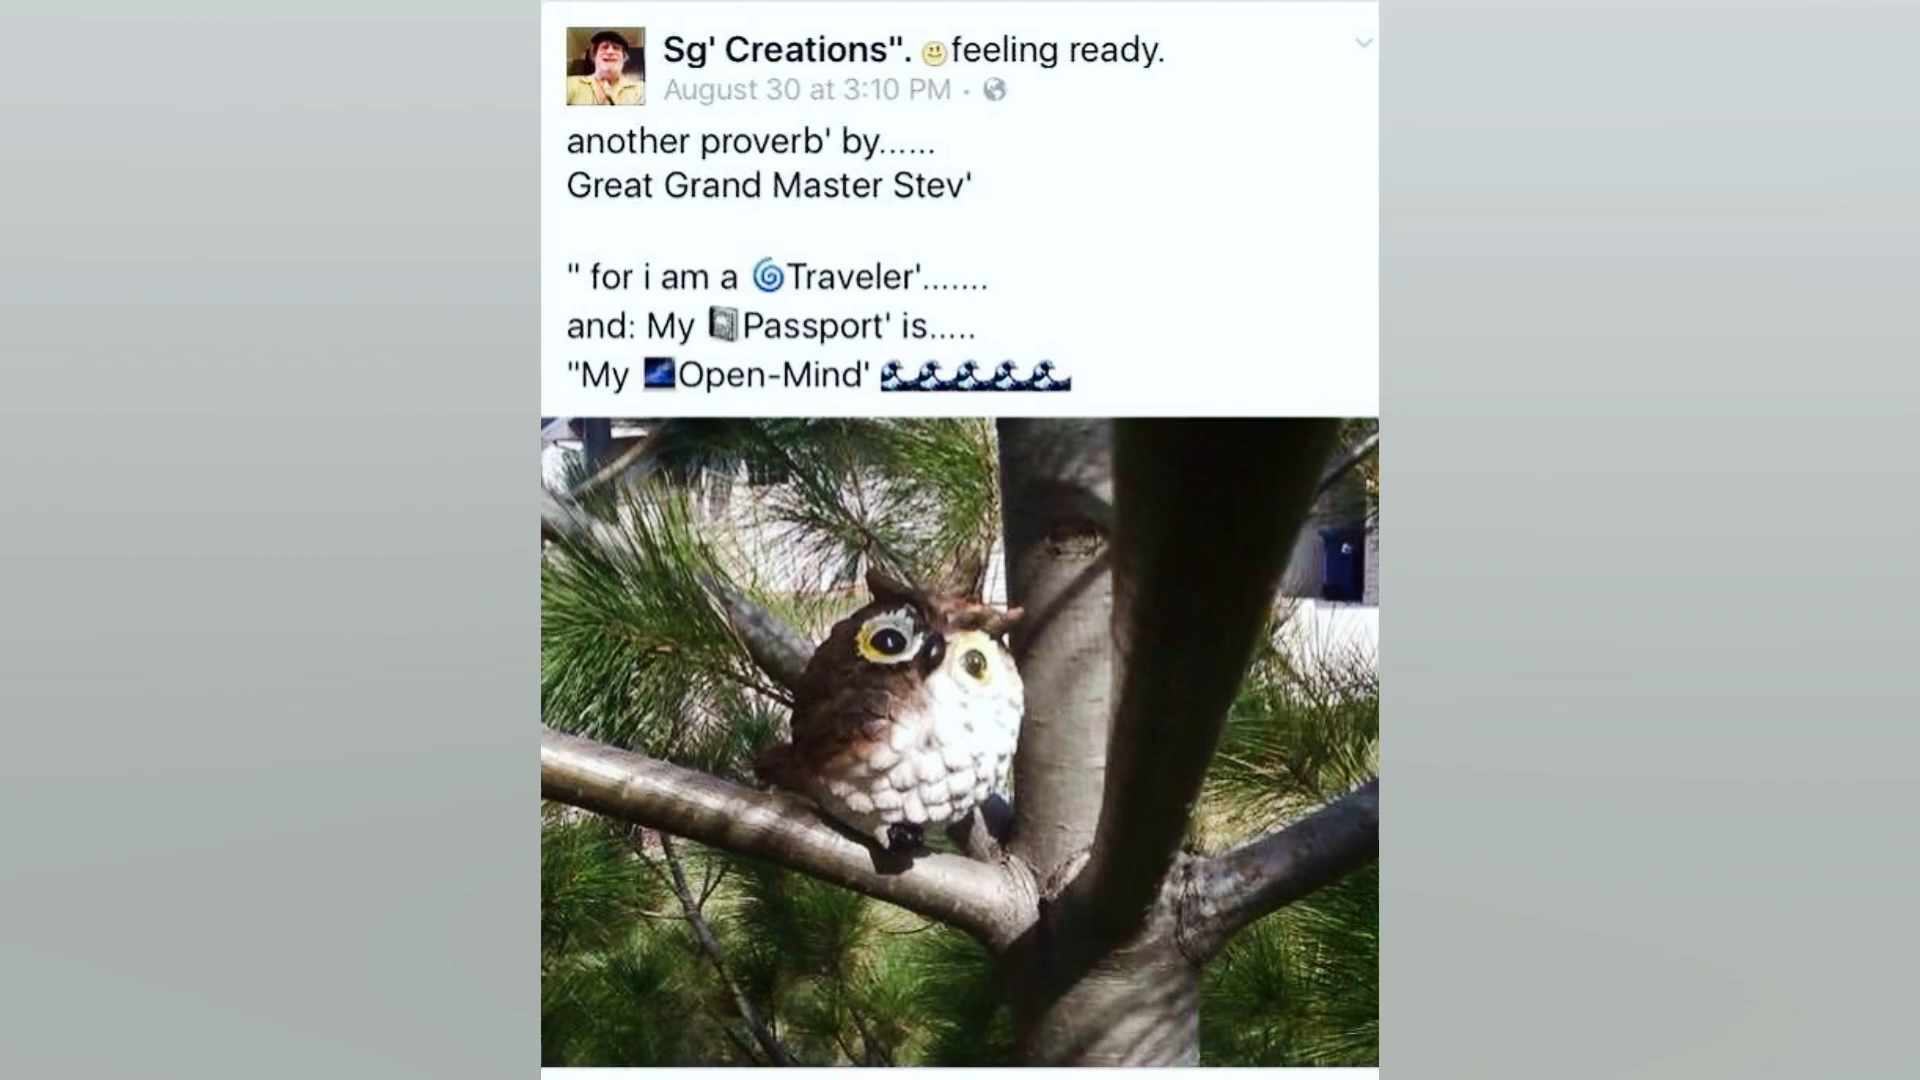 Sg' Creations". 🙂feeling ready.
August 30 at 3:10 PM · 🌎
another proverb' by......
Great Grand Master Stev'
" for i am a 🌀Traveler'.......
and: My 📓Passport' is.....
"My 🌌Open-Mind' 🌊🌊🌊🌊🌊